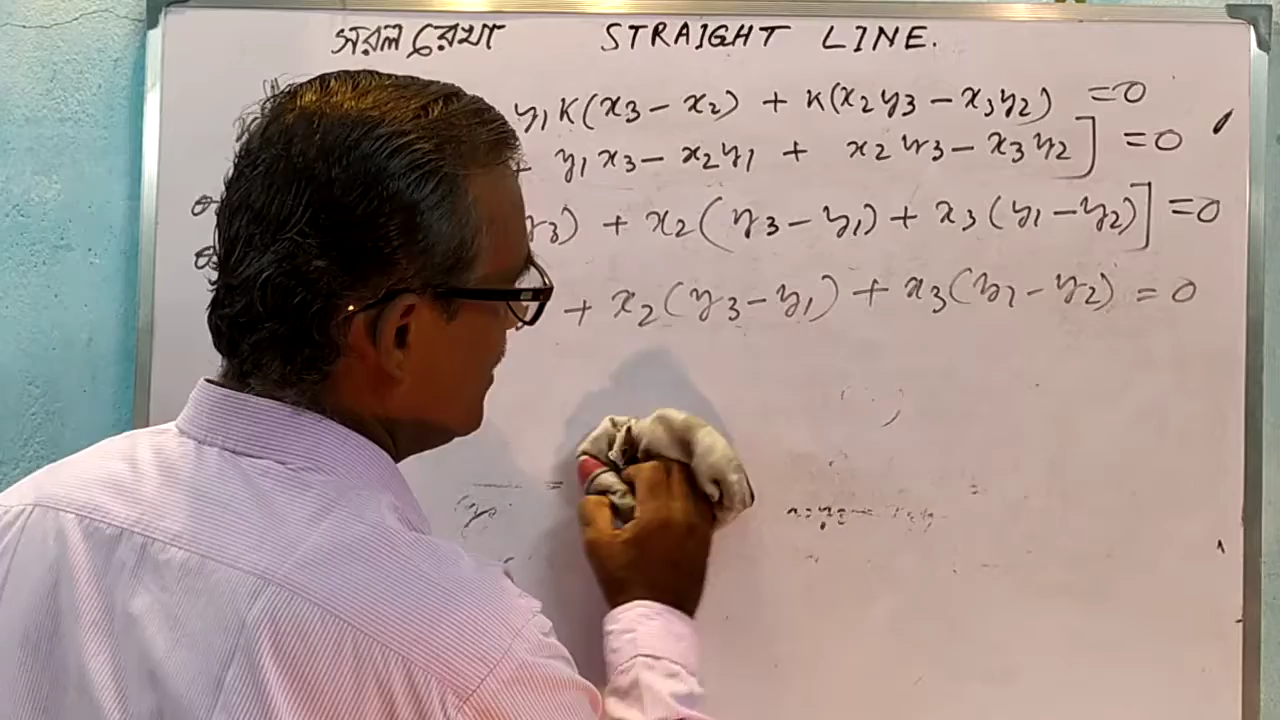 সরল রেখা STRAIGHT LINE.
y₁K(x₃ - x₂) + K(x₂y₃ - x₃y₂) = 0
y₁x₃ - x₂y₁ + x₂y₃ - x₃y₂] = 0
y₃) + x₂(y₃ - y₁) + x₃(y₁ - y₂)] = 0
+ x₂(y₃ - y₁) + x₃(y₁ - y₂) = 0